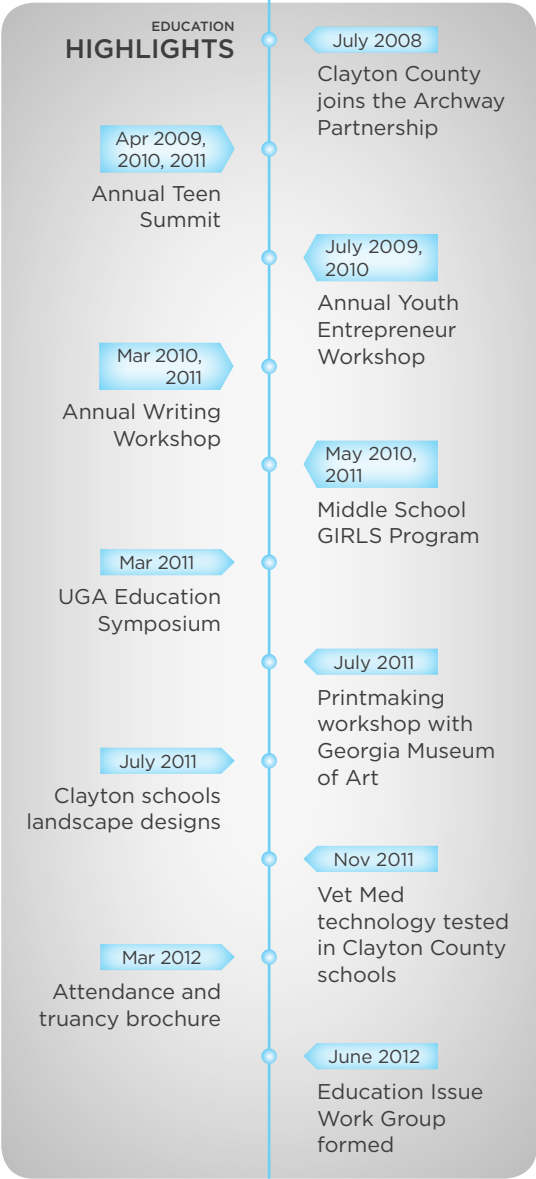 EDUCATION
HIGHLIGHTS
July 2008
Clayton County
joins the Archway
Partnership
Apr 2009,
2010, 2011
Annual Teen
Summit
July 2009,
2010
Annual Youth
Entrepreneur
Workshop
Mar 2010,
2011
Annual Writing
Workshop
May 2010,
2011
Middle School
GIRLS Program
Mar 2011
UGA Education
Symposium
July 2011
Printmaking
workshop with
Georgia Museum
of Art
July 2011
Clayton schools
landscape designs
Nov 2011
Vet Med
technology tested
in Clayton County
schools
Mar 2012
Attendance and
truancy brochure
June 2012
Education Issue
Work Group
formed